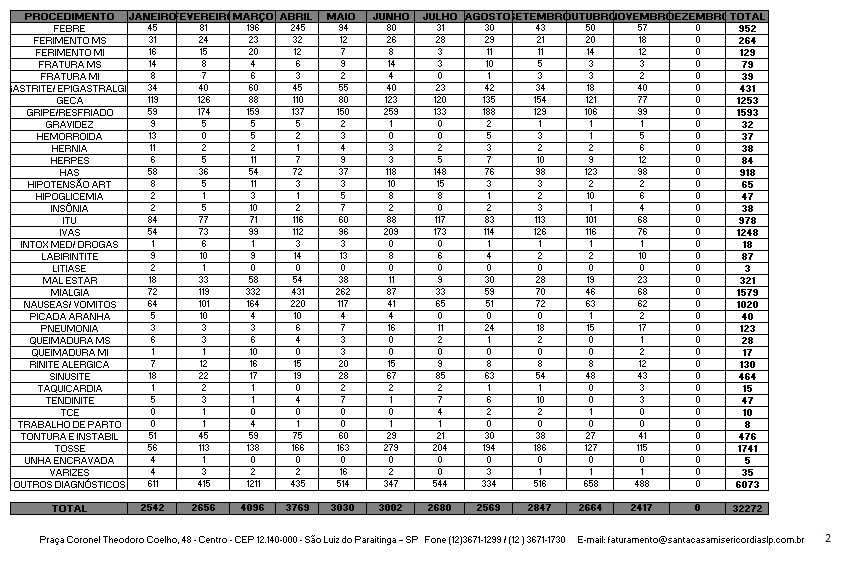 PROCEDIMENTO JANEIRO FEVEREIRO MARÇO ABRIL MAIO JUNHO JULHO AGOSTO SETEMBRO OUTUBRO NOVEMBRO DEZEMBRO TOTAL
FEBRE 45 81 196 245 94 80 31 30 43 50 57 0 952
FERIMENTO MS 31 24 23 32 12 26 28 29 21 20 18 0 264
FERIMENTO MI 16 15 20 12 7 8 3 11 11 14 12 0 129
FRATURA MS 14 8 4 6 9 14 3 10 5 3 3 0 79
FRATURA MI 8 7 6 3 2 4 0 1 3 3 2 0 39
GASTRITE/ EPIGASTRALGI 34 40 60 45 55 40 23 42 34 18 40 0 431
GECA 119 126 88 110 80 123 120 135 154 121 77 0 1253
GRIPE/RESFRIADO 59 174 159 137 150 259 133 188 129 106 99 0 1593
GRAVIDEZ 9 5 5 5 2 1 0 2 1 1 1 0 32
HEMORROIDA 13 0 5 2 3 0 0 5 3 1 5 0 37
HERNIA 11 2 2 1 4 3 2 3 2 2 6 0 38
HERPES 6 5 11 7 9 3 5 7 10 9 12 0 84
HAS 58 36 54 72 37 118 148 76 98 123 98 0 918
HIPOTENSÃO ART 8 5 11 3 3 10 15 3 3 2 2 0 65
HIPOGLICEMIA 2 1 3 1 5 8 8 1 2 10 6 0 47
INSÔNIA 2 5 10 2 7 2 0 2 3 1 4 0 38
ITU 84 77 71 116 60 88 117 83 113 101 68 0 978
IVAS 54 73 99 112 96 209 173 114 126 116 76 0 1248
INTOX MED/ DROGAS 1 6 1 3 3 0 0 1 1 1 1 0 18
LABIRINTITE 9 10 9 14 13 8 6 4 2 2 10 0 87
LITIASE 2 1 0 0 0 0 0 0 0 0 0 0 3
MAL ESTAR 18 33 58 54 38 11 9 30 28 19 23 0 321
MIALGIA 72 119 332 431 262 87 33 59 70 46 68 0 1579
NAUSEAS/ VOMITOS 64 101 164 220 117 41 65 51 72 63 62 0 1020
PICADA ARANHA 5 10 4 10 4 4 0 0 0 1 2 0 40
PNEUMONIA 3 3 3 6 7 16 11 24 18 15 17 0 123
QUEIMADURA MS 6 3 6 4 3 0 2 1 2 0 1 0 28
QUEIMADURA MI 1 1 10 0 3 0 0 0 0 0 2 0 17
RINITE ALERGICA 7 12 16 15 20 15 9 8 8 8 12 0 130
SINUSITE 18 22 17 19 28 67 85 63 54 48 43 0 464
TAQUICARDIA 1 2 1 0 2 2 2 1 1 0 3 0 15
TENDINITE 5 3 1 4 7 1 7 6 10 0 3 0 47
TCE 0 1 0 0 0 0 4 2 2 1 0 0 10
TRABALHO DE PARTO 0 1 4 1 0 1 1 0 0 0 0 0 8
TONTURA E INSTABIL 51 45 59 75 60 29 21 30 38 27 41 0 476
TOSSE 56 113 138 166 163 279 204 194 186 127 115 0 1741
UNHA ENCRAVADA 4 1 0 0 0 0 0 0 0 0 0 0 5
VARIZES 4 3 2 2 16 2 0 3 1 1 1 0 35
OUTROS DIAGNÓSTICOS 611 415 1211 435 514 347 544 334 516 658 488 0 6073
TOTAL 2542 2656 4096 3769 3030 3002 2680 2569 2847 2664 2417 0 32272
Praça Coronel Theodoro Coelho, 48 - Centro - CEP 12.140-000 - São Luiz do Paraitinga – SP Fone (12)3671-1299 / (12 ) 3671-1730 E-mail: faturamento@santacasamisericordiaslp.com.br 2